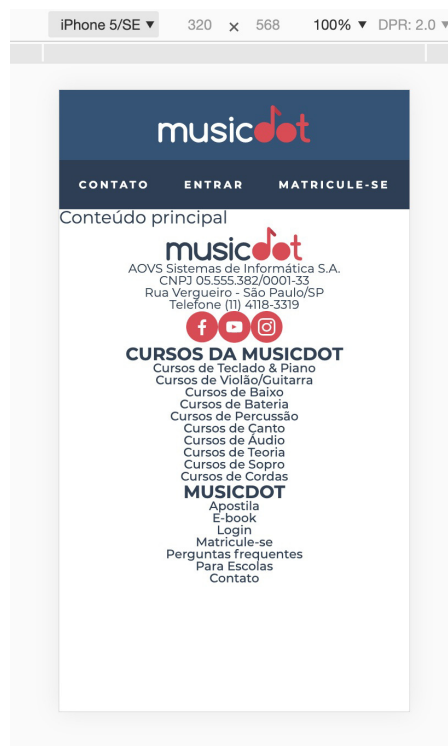 iPhone 5/SE ▼ 320 × 568 100% ▼ DPR: 2.0 ▼
musicdot
CONTATO ENTRAR MATRICULE-SE
Conteúdo principal
musicdot
AOVS Sistemas de Informática S.A.
CNPJ 05.555.382/0001-33
Rua Vergueiro - São Paulo/SP
Telefone (11) 4118-3319
CURSOS DA MUSICDOT
Cursos de Teclado & Piano
Cursos de Violão/Guitarra
Cursos de Baixo
Cursos de Bateria
Cursos de Percussão
Cursos de Canto
Cursos de Áudio
Cursos de Teoria
Cursos de Sopro
Cursos de Cordas
MUSICDOT
Apostila
E-book
Login
Matricule-se
Perguntas frequentes
Para Escolas
Contato